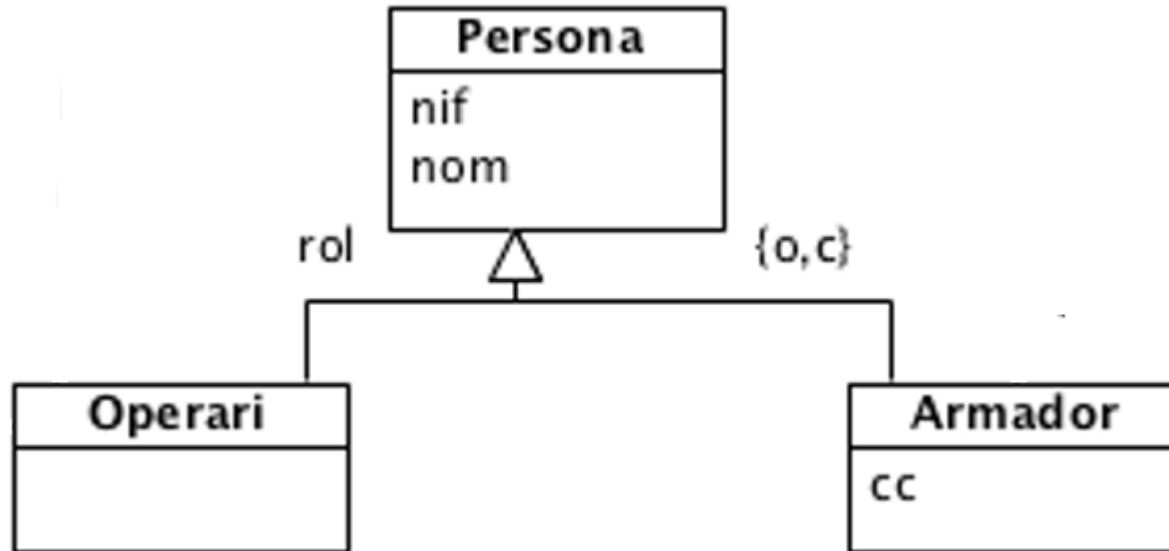 Persona
nif
nom
rol
{o,c}
Operari
Armador
cc